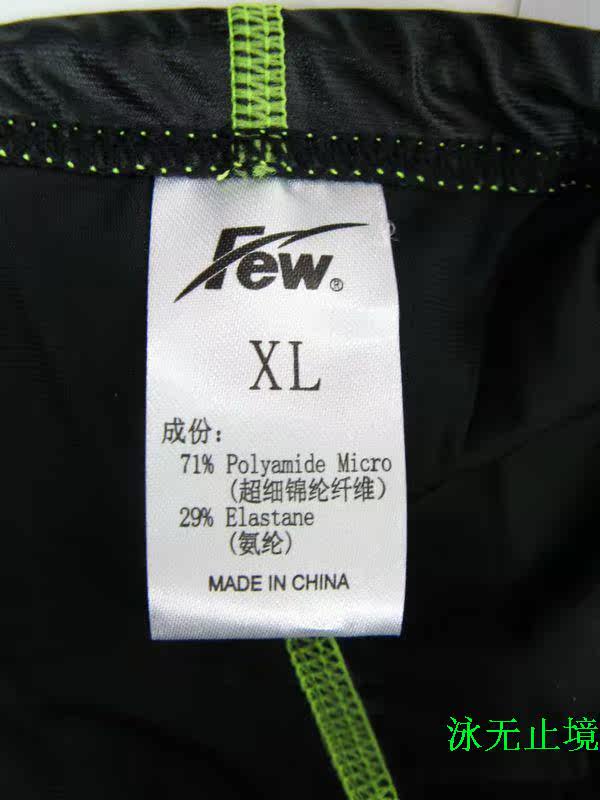 Few®
XL
成份：
71% Polyamide Micro
(超细锦纶纤维)
29% Elastane
(氨纶)
MADE IN CHINA
泳无止境